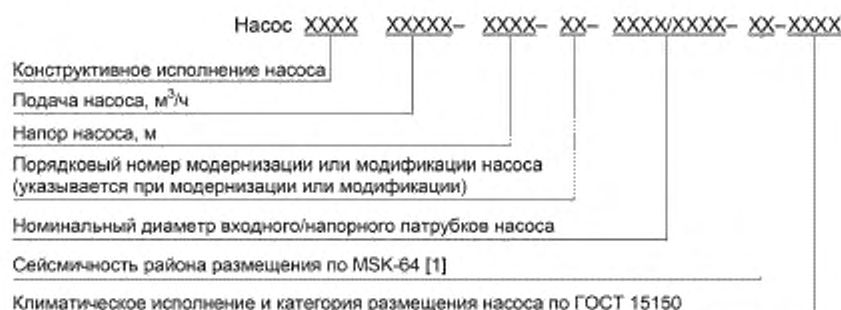 Насос XXXX XXXXX– XXXX– XX– XXXX/XXXX– XX–XXXX
Конструктивное исполнение насоса
Подача насоса, м³/ч
Напор насоса, м
Порядковый номер модернизации или модификации насоса
(указывается при модернизации или модификации)
Номинальный диаметр входного/напорного патрубков насоса
Сейсмичность района размещения по MSK-64 [1]
Климатическое исполнение и категория размещения насоса по ГОСТ 15150